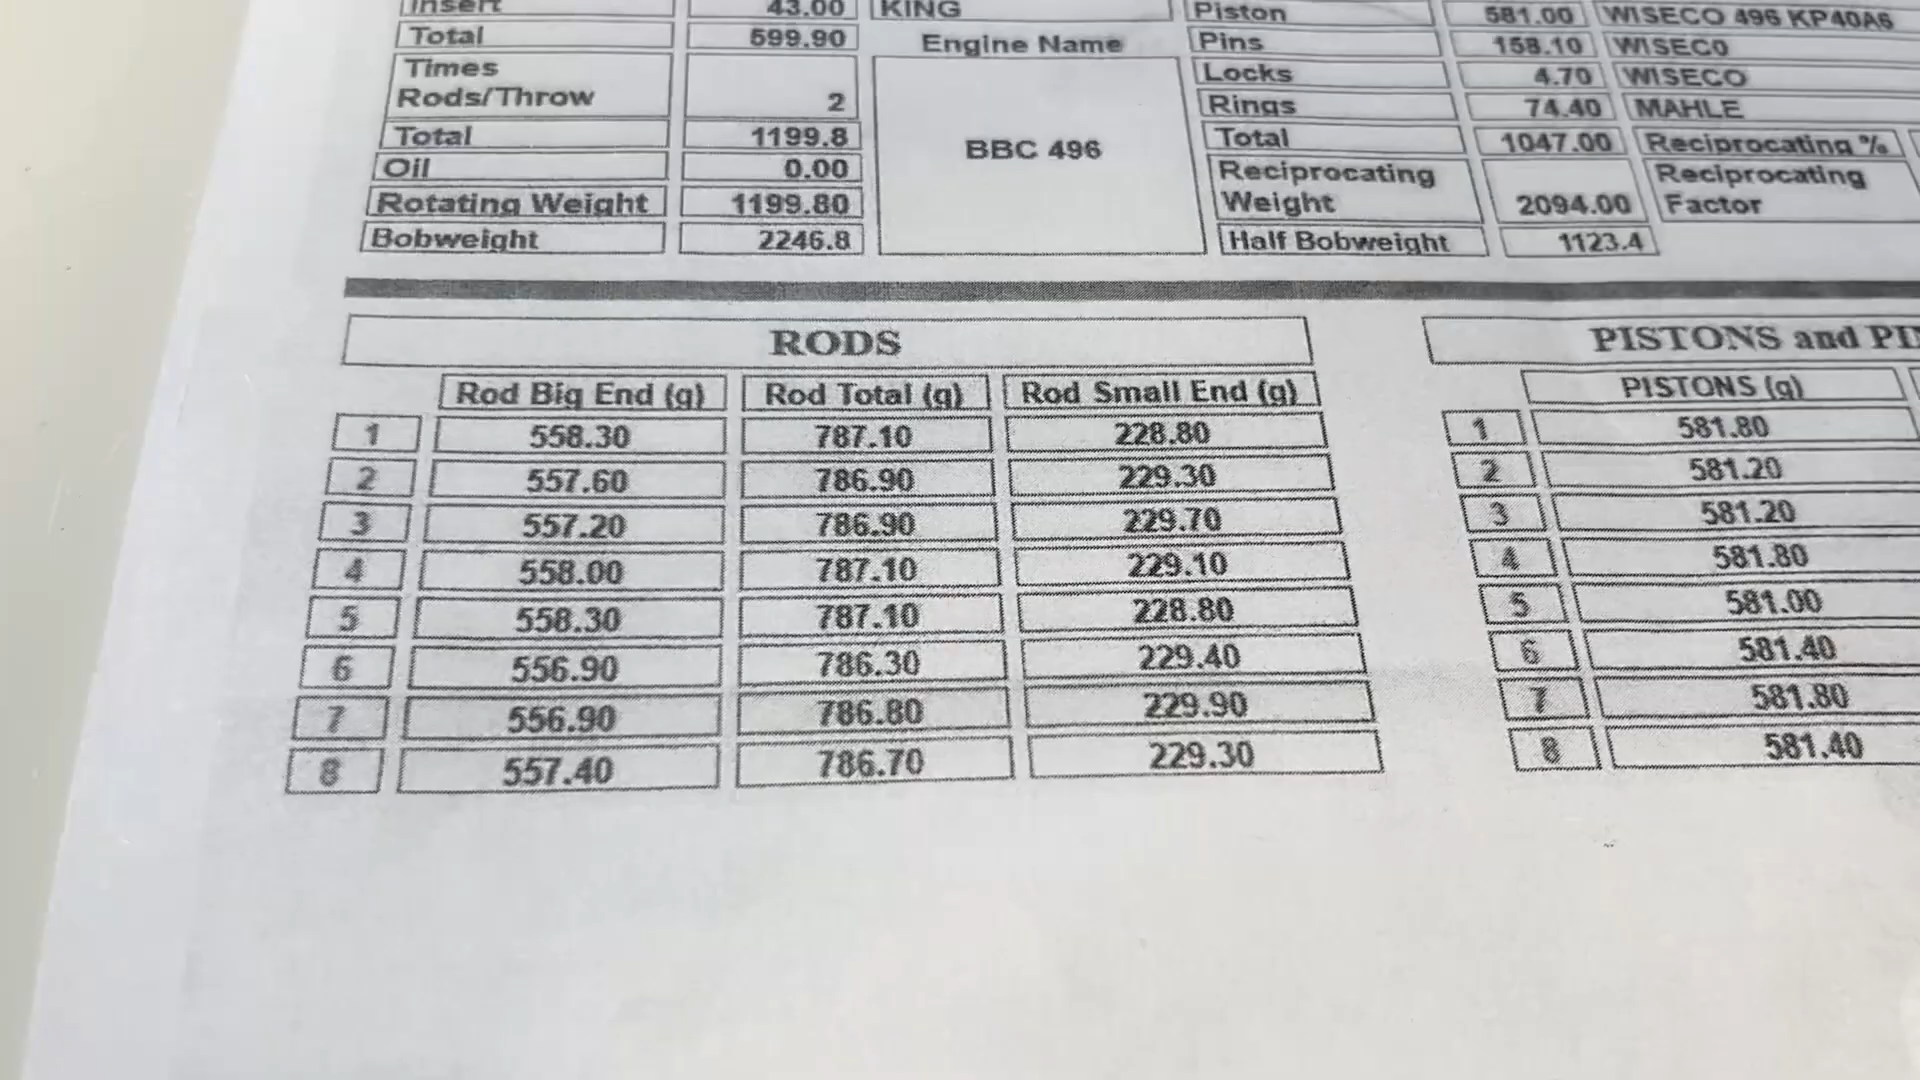 Insert 43.00 KING Piston 581.00 WISECO 496 KP40A6
Total 599.90 Engine Name Pins 158.10 WISECO
Times Rods/Throw 2 BBC 496 Locks 4.70 WISECO
Rings 74.40 MAHLE
Total 1199.8 Total 1047.00 Reciprocating %
Oil 0.00 Reciprocating Weight 2094.00 Reciprocating Factor
Rotating Weight 1199.80
Bobweight 2246.8 Half Bobweight 1123.4
RODS PISTONS and
Rod Big End (g) Rod Total (g) Rod Small End (g) PISTONS (g)
1 558.30 787.10 228.80 1 581.80
2 557.60 786.90 229.30 2 581.20
3 557.20 786.90 229.70 3 581.20
4 558.00 787.10 229.10 4 581.80
5 558.30 787.10 228.80 5 581.00
6 556.90 786.30 229.40 6 581.40
7 556.90 786.80 229.90 7 581.80
8 557.40 786.70 229.30 8 581.40